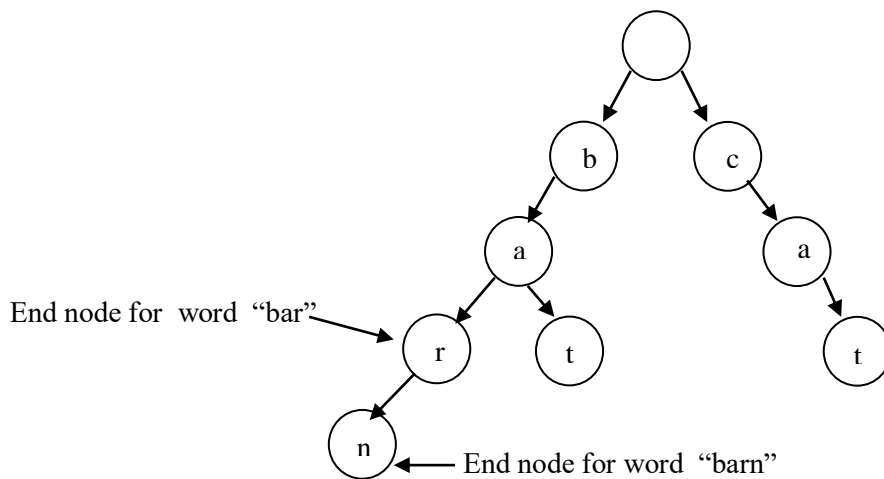 b
c
a
a
End node for word “bar”
r
t
t
n
End node for word “barn”